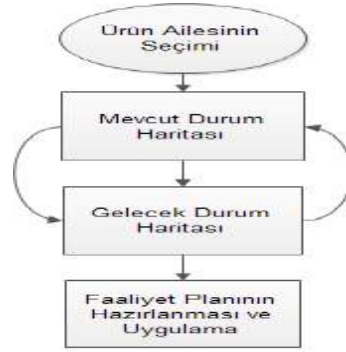 Ürün Ailesinin
Seçimi
Mevcut Durum
Haritası
Gelecek Durum
Haritası
Faaliyet Planının
Hazırlanması ve
Uygulama